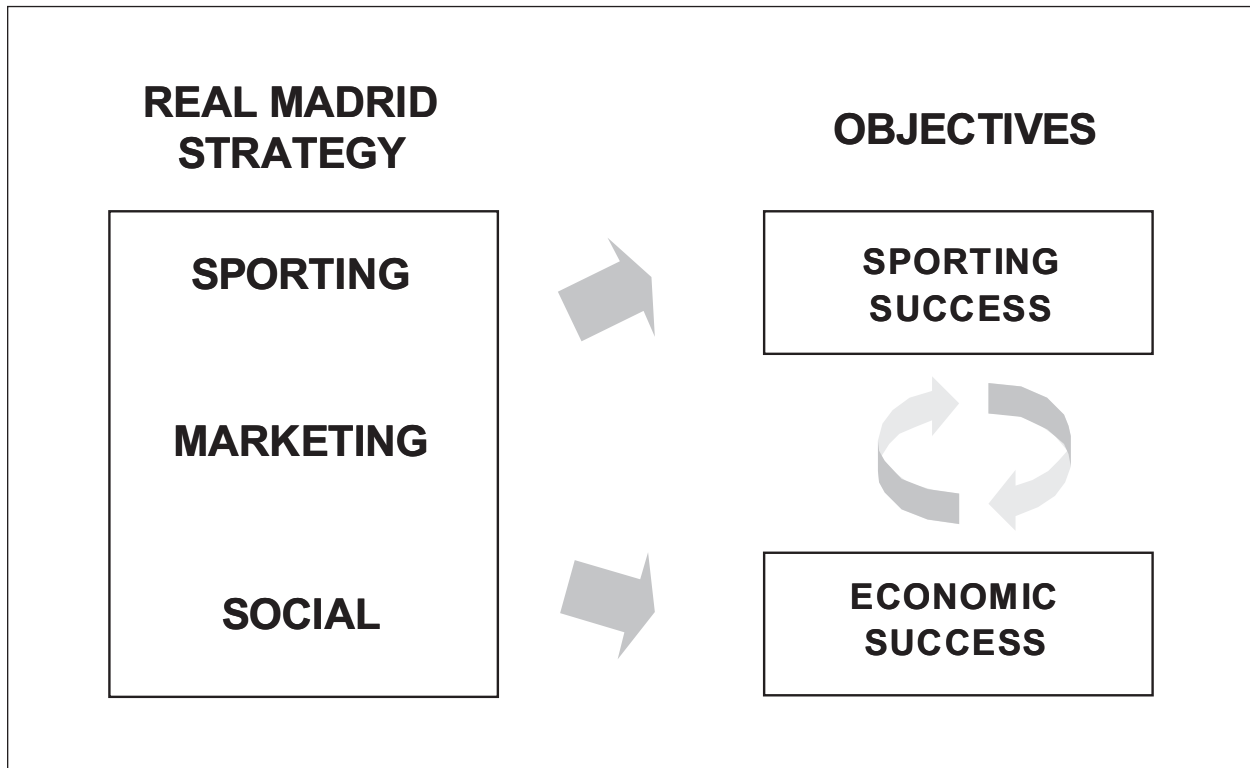 REAL MADRID
STRATEGY
SPORTING
MARKETING
SOCIAL
OBJECTIVES
SPORTING
SUCCESS
ECONOMIC
SUCCESS